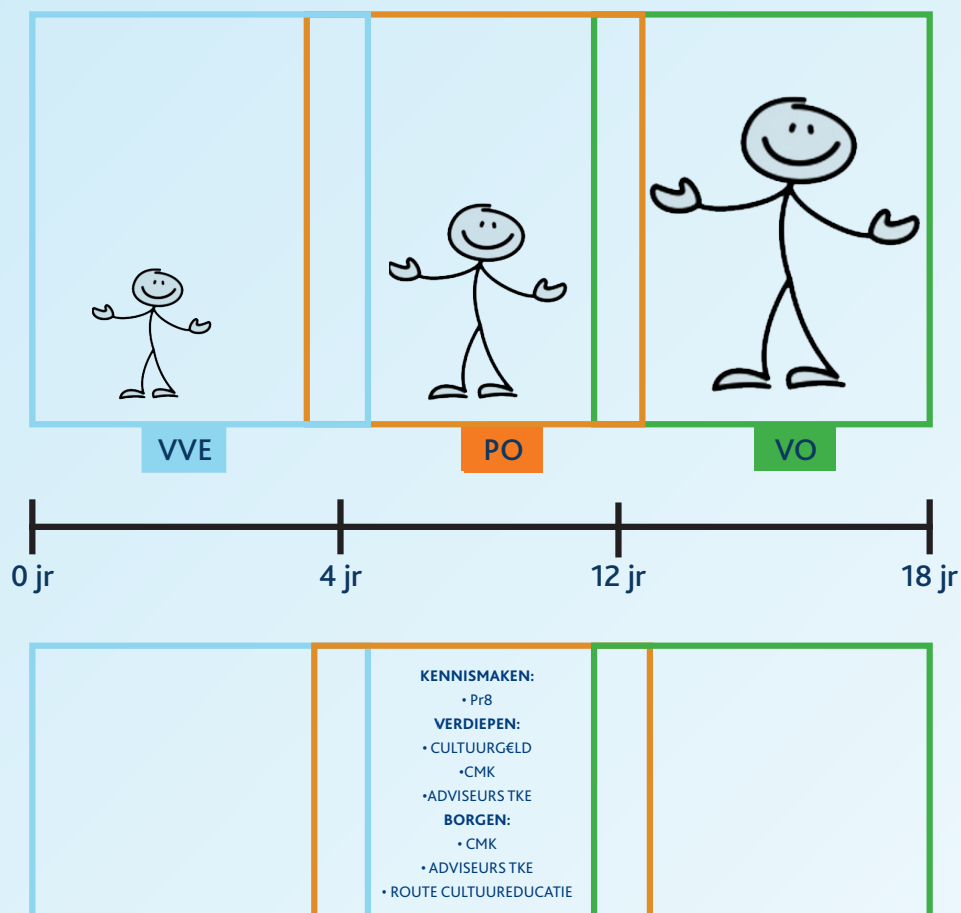 VVE
PO
VO
0 jr
4 jr
12 jr
18 jr
KENNISMAKEN:
• Pr8
VERDIEPEN:
• CULTUURG€LD
•CMK
•ADVISEURS TKE
BORGEN:
• CMK
• ADVISEURS TKE
• ROUTE CULTUUREDUCATIE